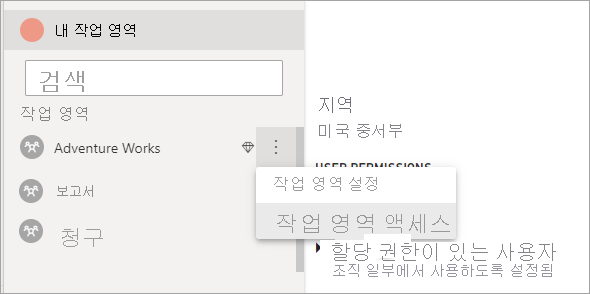 내 작업 영역
검색
작업 영역
Adventure Works
보고서
청구
지역
미국 중서부
USER PERMISSIONS
작업 영역 설정
작업 영역 액세스
할당 권한이 있는 사용자
조직 일부에서 사용하도록 설정됨